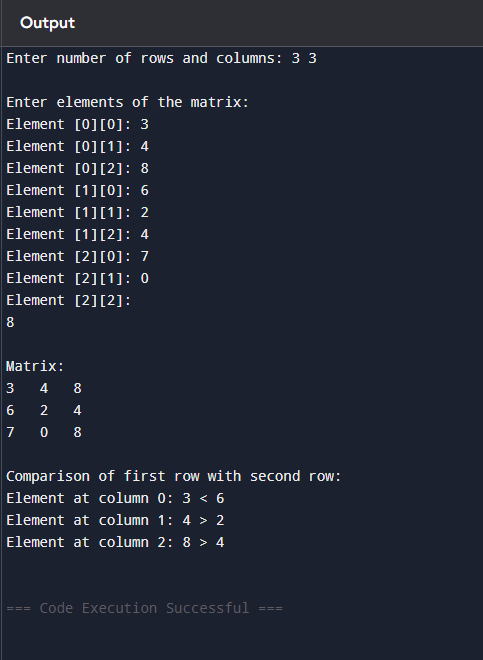 Output
Enter number of rows and columns: 3 3
Enter elements of the matrix:
Element [0][0]: 3
Element [0][1]: 4
Element [0][2]: 8
Element [1][0]: 6
Element [1][1]: 2
Element [1][2]: 4
Element [2][0]: 7
Element [2][1]: 0
Element [2][2]:
8
Matrix:
3   4   8
6   2   4
7   0   8
Comparison of first row with second row:
Element at column 0: 3 < 6
Element at column 1: 4 > 2
Element at column 2: 8 > 4
=== Code Execution Successful ===